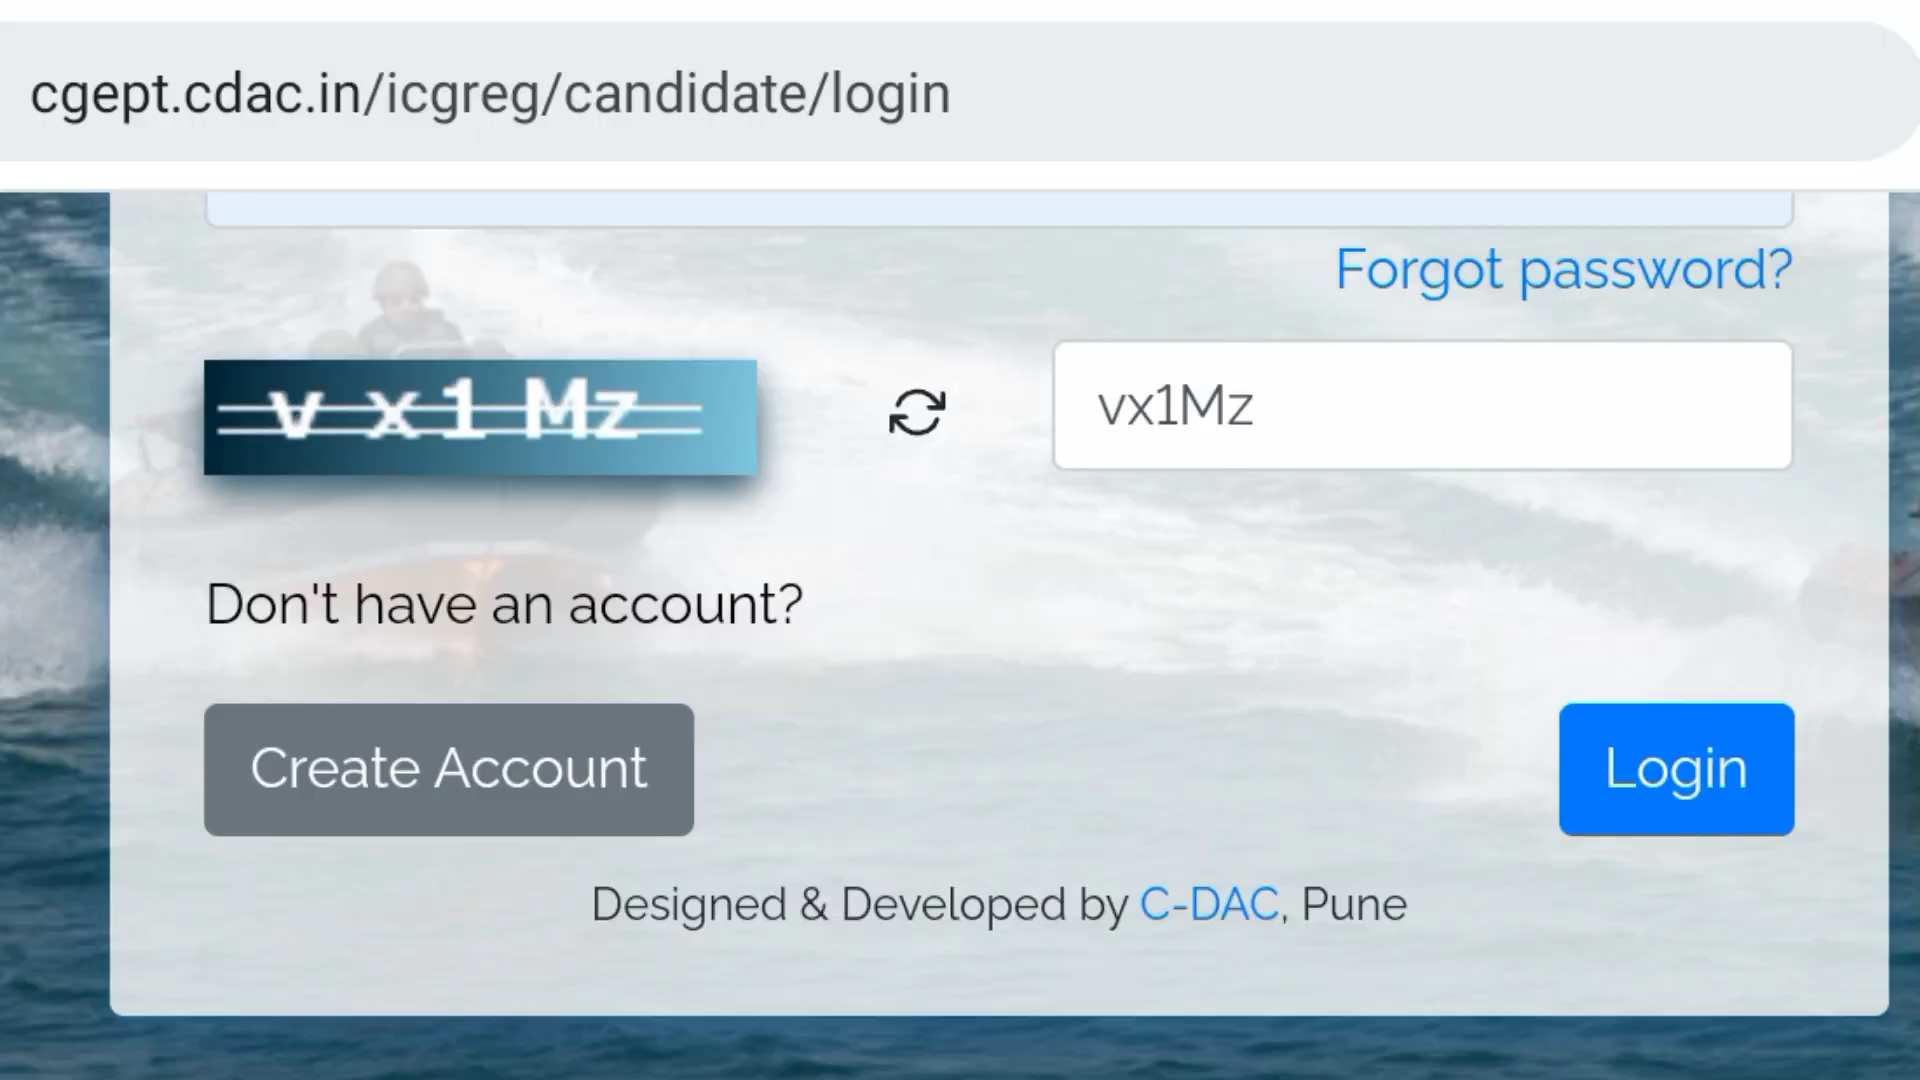 cgept.cdac.in/icgreg/candidate/login
Forgot password?
v x1 Mz
vx1Mz
Don't have an account?
Create Account
Login
Designed & Developed by C-DAC, Pune